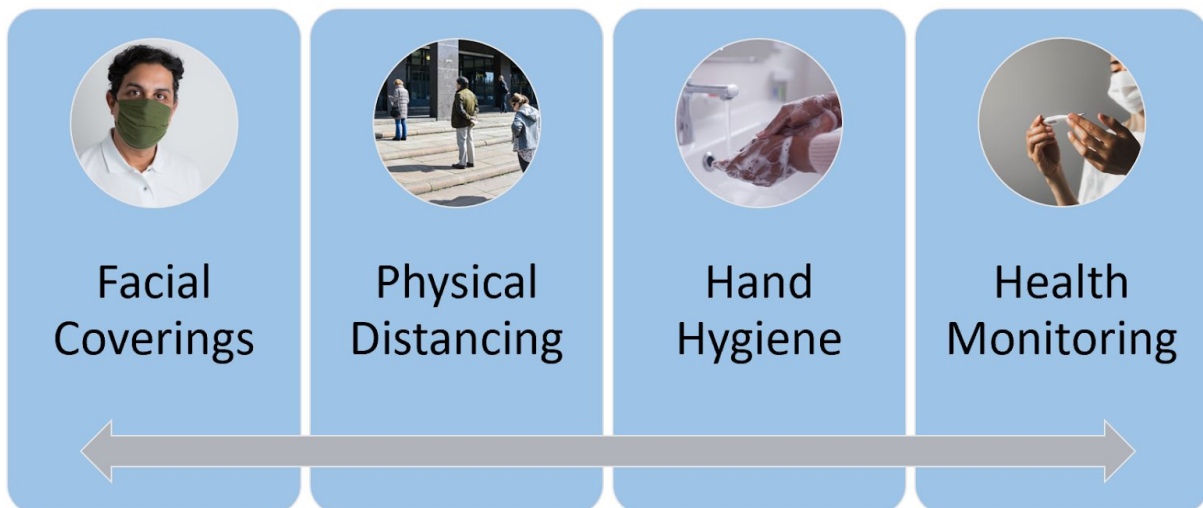 Facial
Coverings
Physical
Distancing
Hand
Hygiene
Health
Monitoring